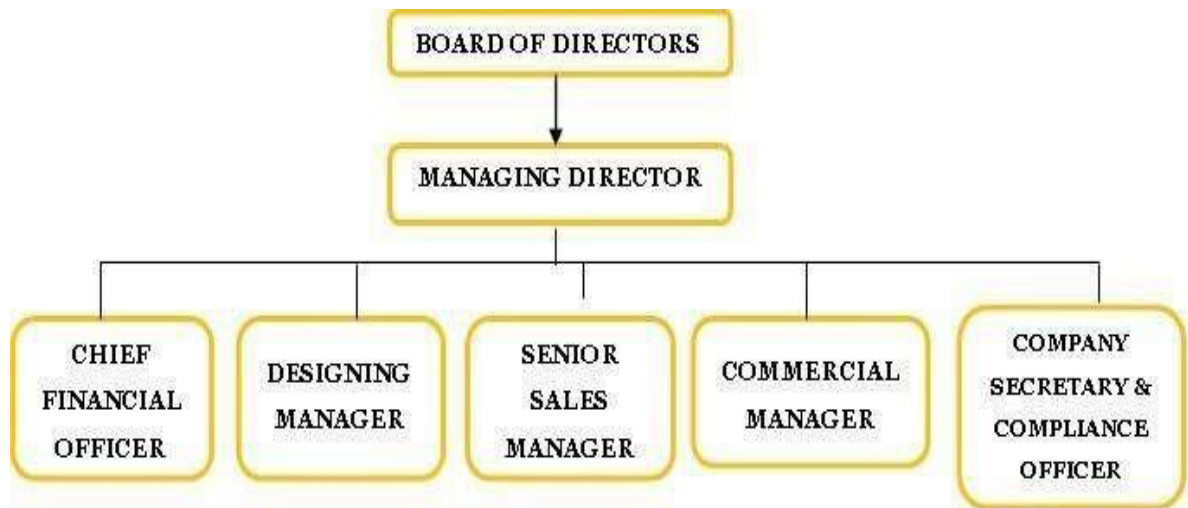 BOARD OF DIRECTORS
MANAGING DIRECTOR
CHIEF
FINANCIAL
OFFICER
DESIGNING
MANAGER
SENIOR
SALES
MANAGER
COMMERCIAL
MANAGER
COMPANY
SECRETARY &
COMPLIANCE
OFFICER